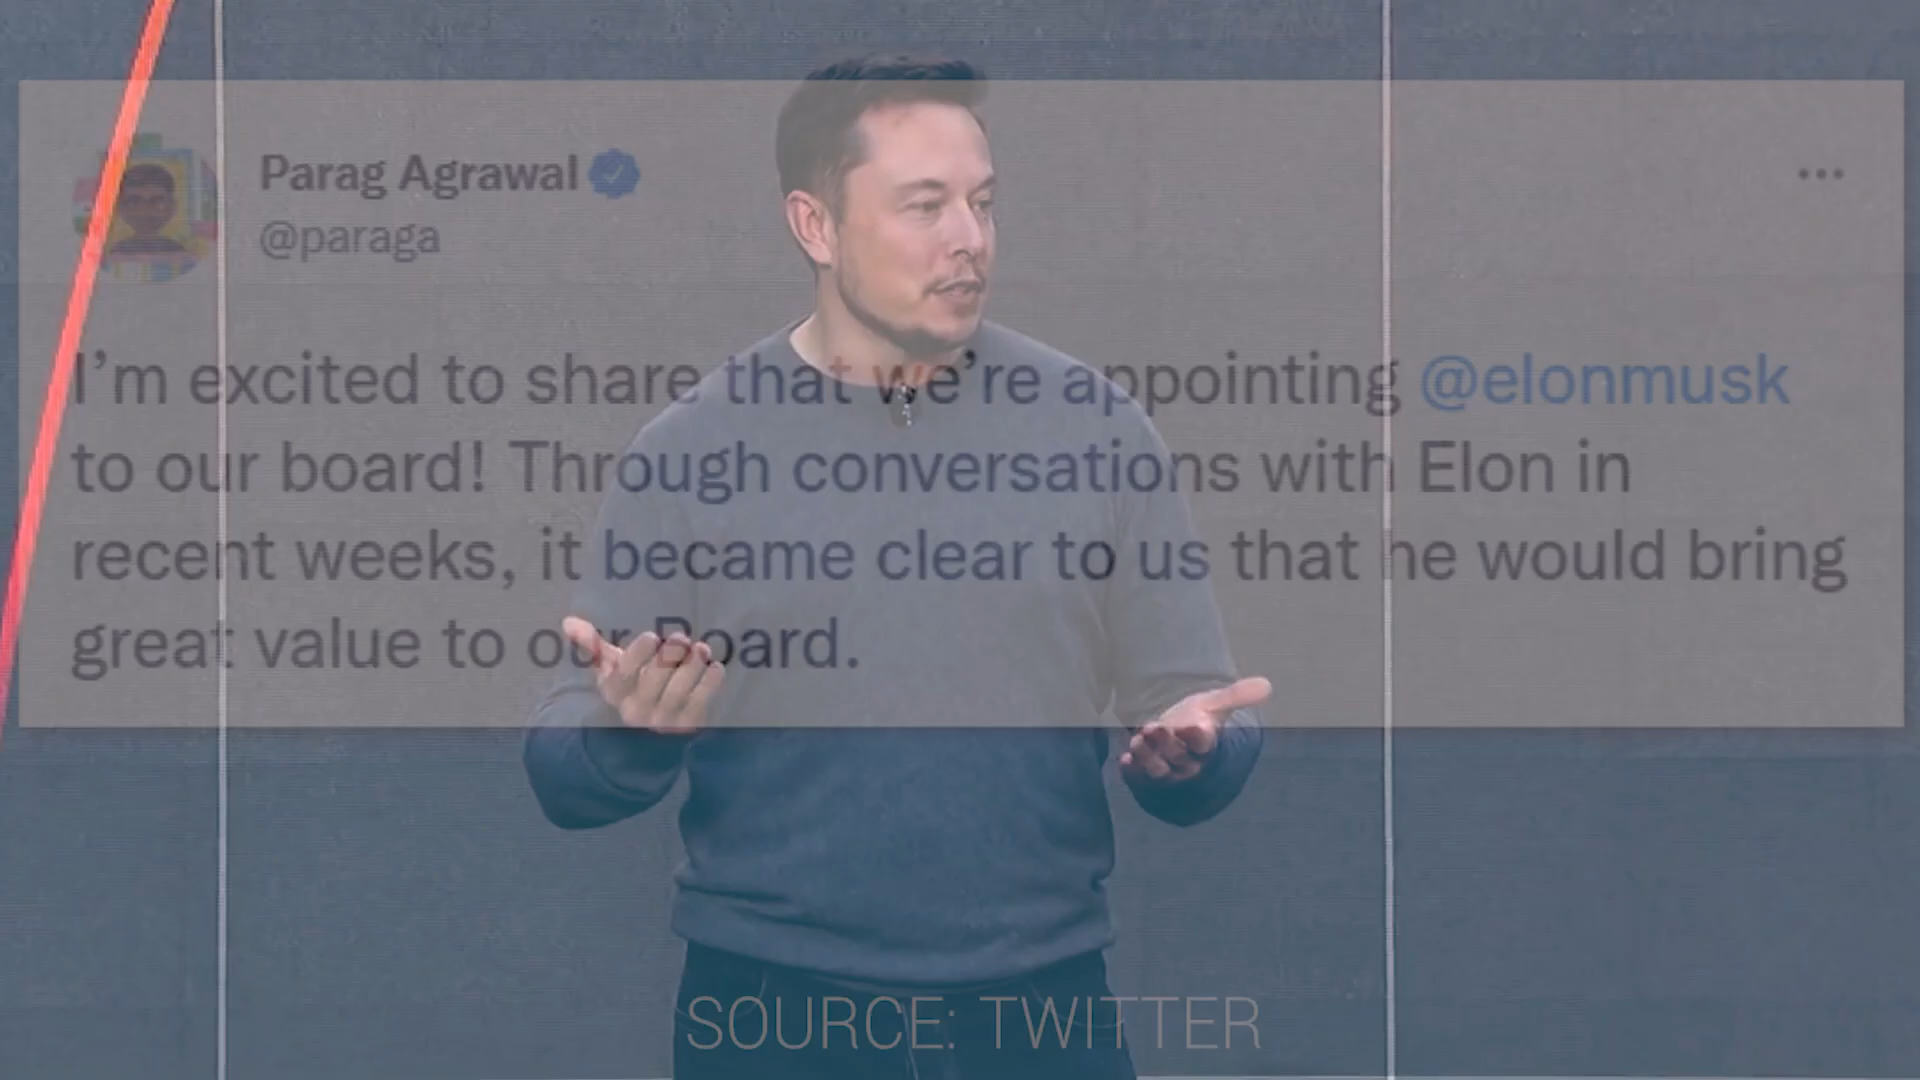 Parag Agrawal
@paraga
I'm excited to share that we're appointing @elonmusk
to our board! Through conversations with Elon in
recent weeks, it became clear to us that he would bring
great value to our Board.
SOURCE: TWITTER